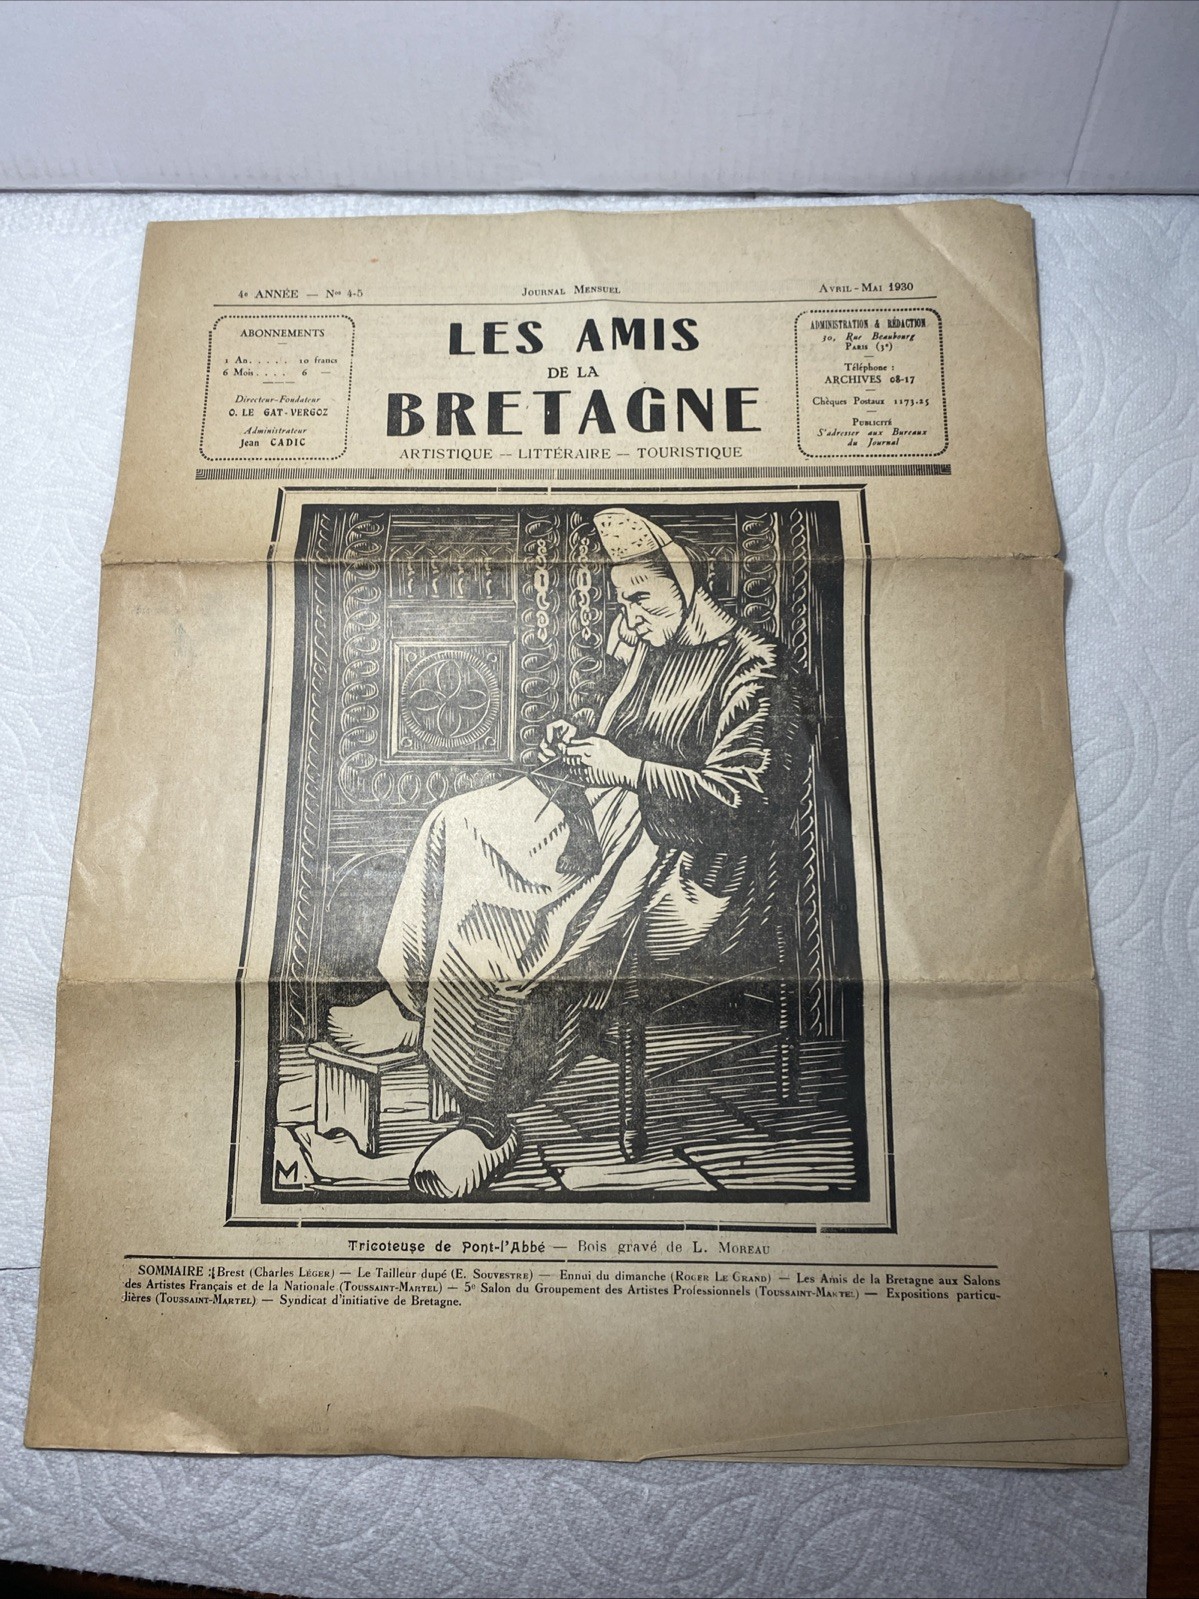 4e ANNÉE — Nos 4-5
JOURNAL MENSUEL
AVRIL - MAI 1930
ABONNEMENTS
1 An. . . . . 10 francs
6 Mois . . . . 6 —
Directeur-Fondateur
O. LE GAT-VERGOZ
Administrateur
Jean CADIC
LES AMIS
DE LA
BRETAGNE
ARTISTIQUE — LITTÉRAIRE — TOURISTIQUE
ADMINISTRATION & RÉDACTION
30, Rue Beaubourg
PARIS (3e)
Téléphone :
ARCHIVES 08-17
Chèques Postaux 1173.25
PUBLICITÉ
S'adresser aux Bureaux
du Journal
M
Tricoteuse de Pont-l'Abbé — Bois gravé de L. MOREAU
SOMMAIRE : Brest (Charles LÉGER) — Le Tailleur dupé (E. SOUVESTRE) — Ennui du dimanche (ROGER LE GRAND) — Les Amis de la Bretagne aux Salons
des Artistes Français et de la Nationale (TOUSSAINT-MARTEL) — 5e Salon du Groupement des Artistes Professionnels (TOUSSAINT-MARTEL) — Expositions particu-
lières (TOUSSAINT-MARTEL) — Syndicat d'initiative de Bretagne.